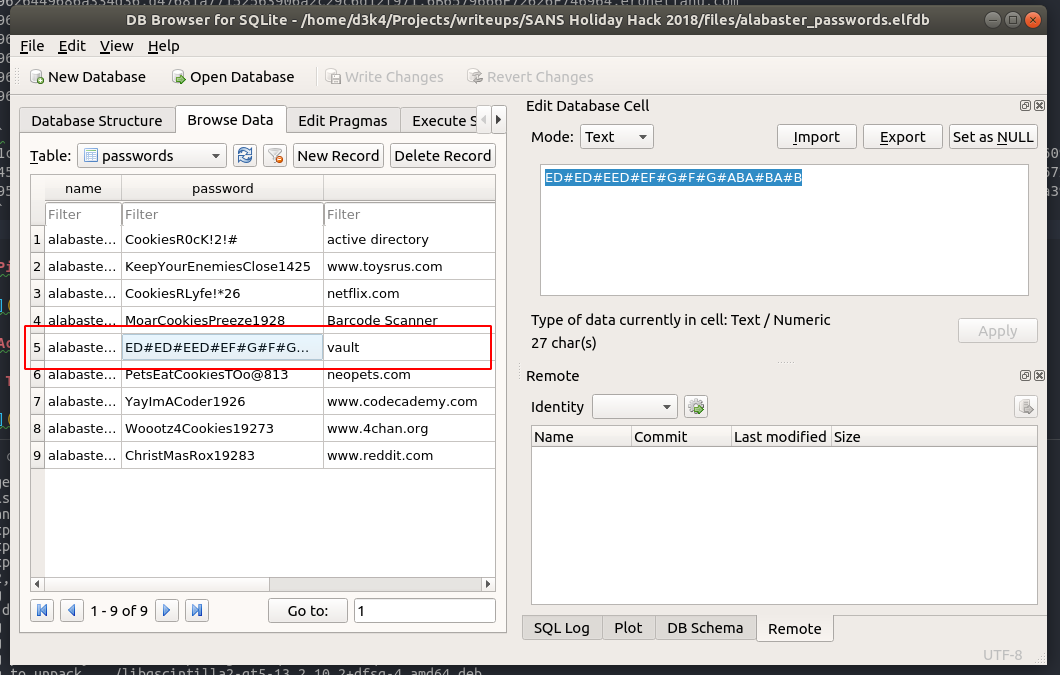 DB Browser for SQLite - /home/d3k4/Projects/writeups/SANS Holiday Hack 2018/files/alabaster_passwords.elfdb
File Edit View Help
New Database Open Database Write Changes Revert Changes
Database Structure Browse Data Edit Pragmas Execute S
Table: passwords New Record Delete Record
name password
Filter Filter Filter
1 alabaste... CookiesR0cK!2!# active directory
2 alabaste... KeepYourEnemiesClose1425 www.toysrus.com
3 alabaste... CookiesRLyfe!*26 netflix.com
4 alabaste... MoarCookiesPreeze1928 Barcode Scanner
5 alabaste... ED#ED#EED#EF#G#F#G... vault
6 alabaste... PetsEatCookiesTOo@813 neopets.com
7 alabaste... YayImACoder1926 www.codecademy.com
8 alabaste... Woootz4Cookies19273 www.4chan.org
9 alabaste... ChristMasRox19283 www.reddit.com
1 - 9 of 9 Go to: 1
Edit Database Cell
Mode: Text Import Export Set as NULL
ED#ED#EED#EF#G#F#G#ABA#BA#B
Type of data currently in cell: Text / Numeric
27 char(s)
Apply
Remote
Identity
Name Commit Last modified Size
SQL Log Plot DB Schema Remote
UTF-8